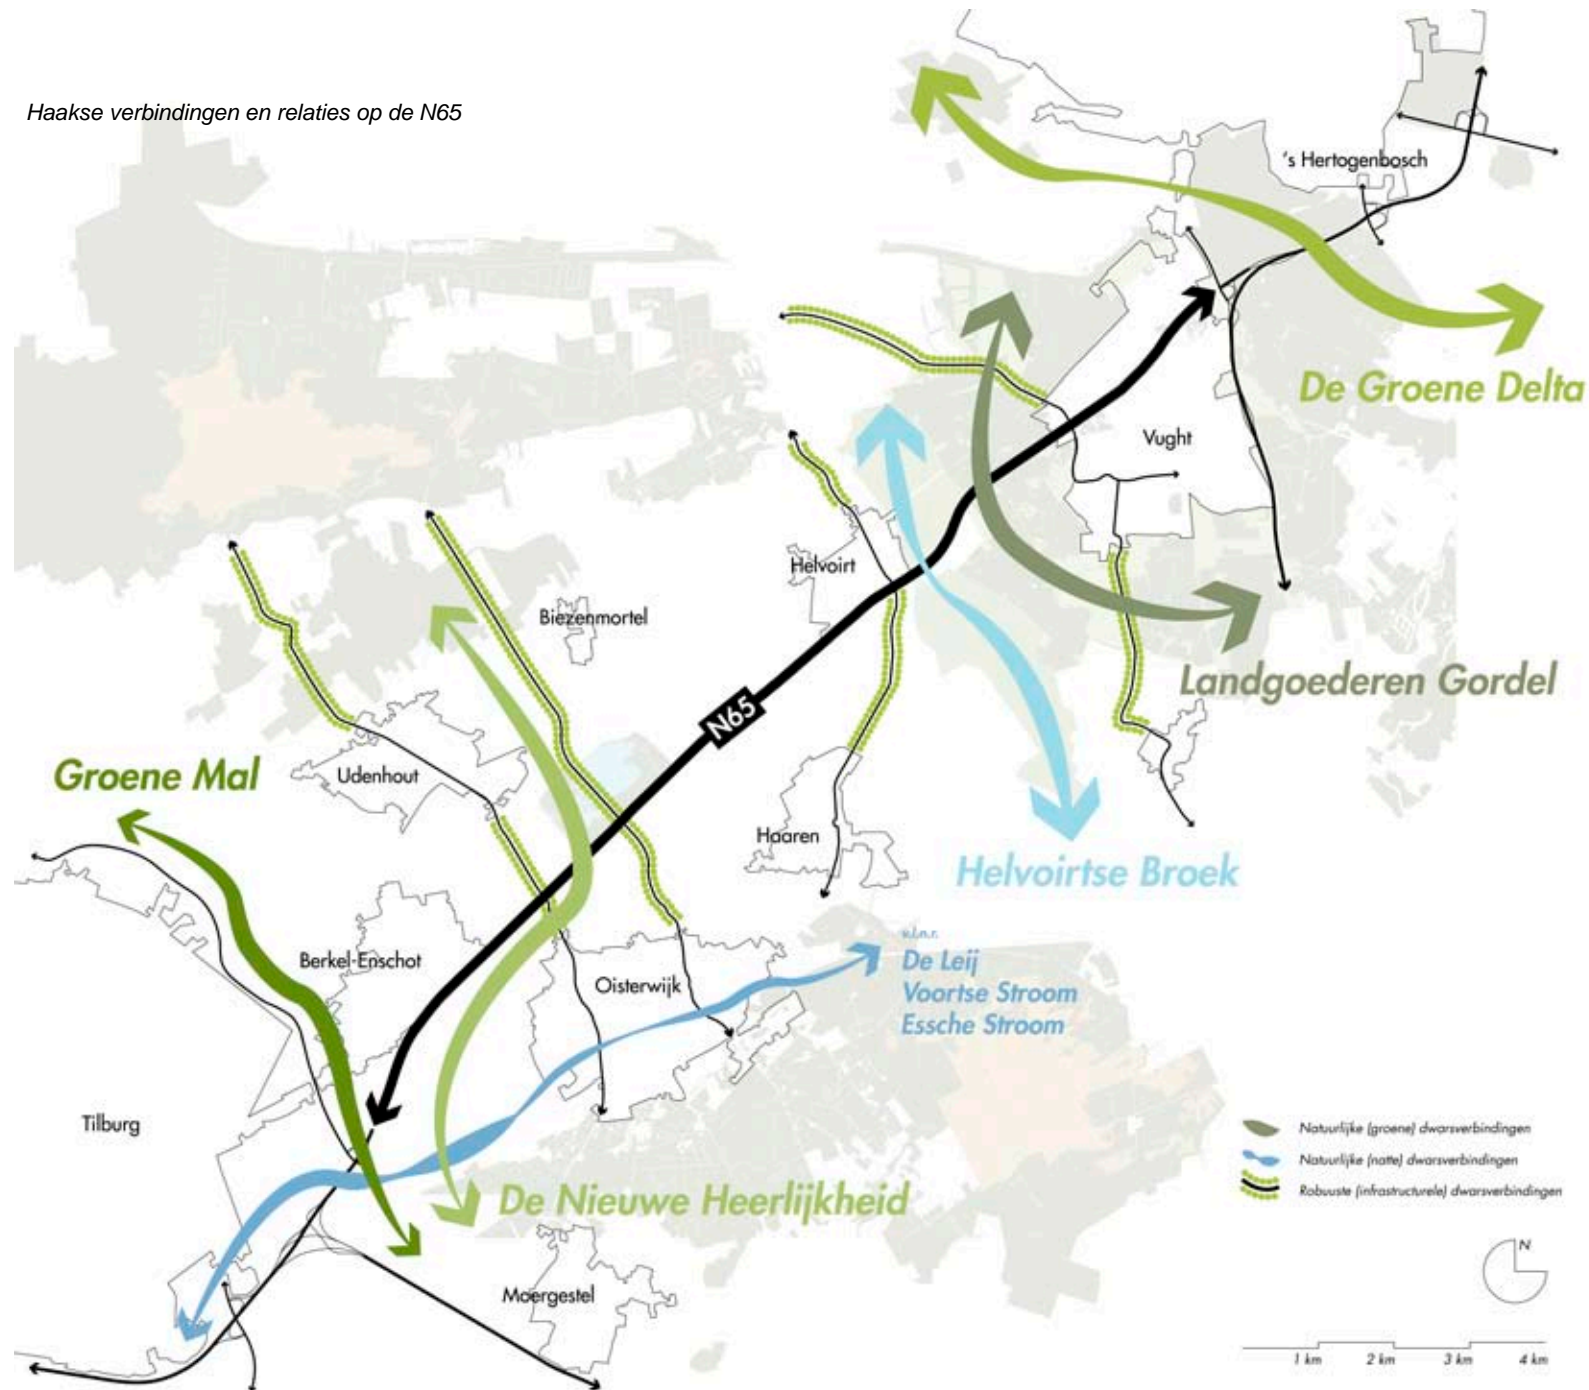 Haakse verbindingen en relaties op de N65
's Hertogenbosch
De Groene Delta
Vught
Helvoirt
Biezenmortel
Landgoederen Gordel
N65
Groene Mal
Udenhout
Haaren
Helvoirtse Broek
v.l.n.r.
De Leij
Voortse Stroom
Essche Stroom
Berkel-Enschot
Oisterwijk
Tilburg
De Nieuwe Heerlijkheid
Moergestel
Natuurlijke (groene) dwarsverbindingen
Natuurlijke (natte) dwarsverbindingen
Robuuste (infrastructurele) dwarsverbindingen
N
1 km 2 km 3 km 4 km